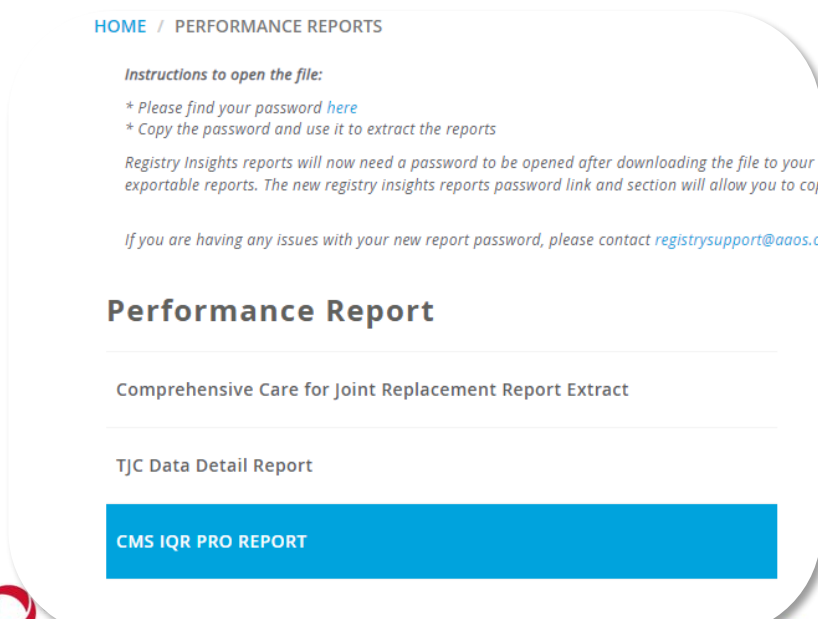 HOME / PERFORMANCE REPORTS
Instructions to open the file:
* Please find your password here
* Copy the password and use it to extract the reports
Registry Insights reports will now need a password to be opened after downloading the file to your
exportable reports. The new registry insights reports password link and section will allow you to
If you are having any issues with your new report password, please contact
Performance Report
Comprehensive Care for Joint Replacement Report Extract
TJC Data Detail Report
CMS IQR PRO REPORT